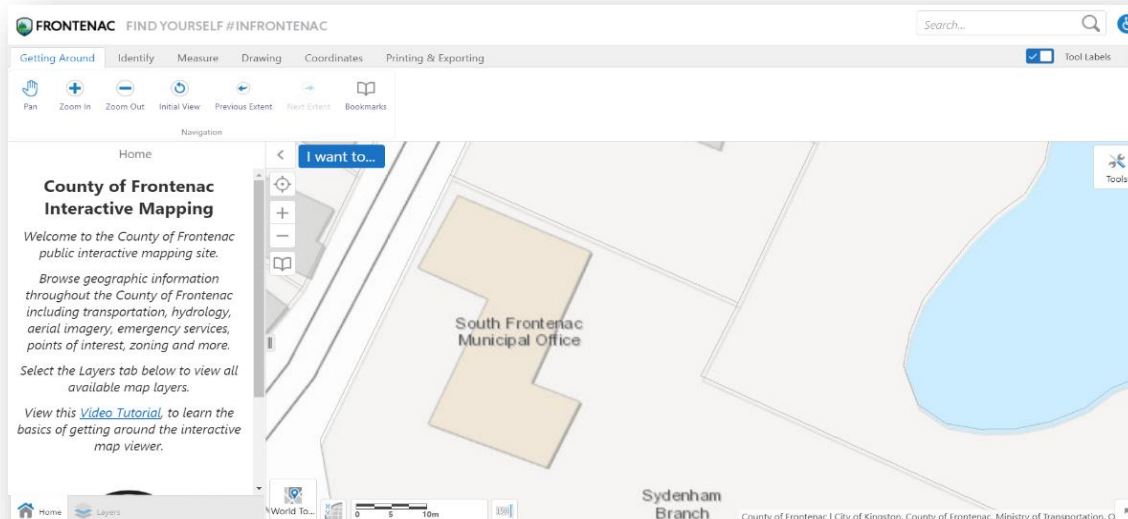 FRONTENAC FIND YOURSELF #INFRONTENAC
Search...
Getting Around Identify Measure Drawing Coordinates Printing & Exporting
Tool Labels
Pan Zoom In Zoom Out Initial View Previous Extent Next Extent Bookmarks
Navigation
Home
I want to...
Tools
County of Frontenac
Interactive Mapping
Welcome to the County of Frontenac
public interactive mapping site.
Browse geographic information
throughout the County of Frontenac
including transportation, hydrology,
aerial imagery, emergency services,
points of interest, zoning and more.
Select the Layers tab below to view all
available map layers.
View this Video Tutorial, to learn the
basics of getting around the interactive
map viewer.
South Frontenac
Municipal Office
Sydenham
Branch
Home Layers
World To...
0 5 10m
County of Frontenac | City of Kingston, County of Frontenac, Ministry of Transportation, O